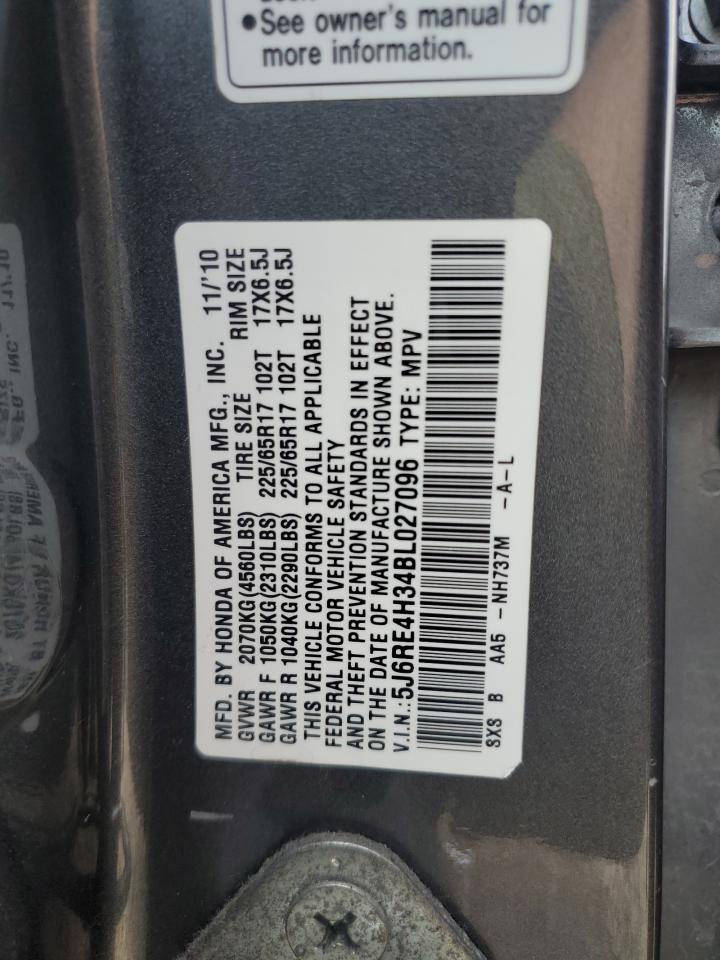 ●See owner's manual for
more information.
MFD. BY HONDA OF AMERICA MFG., INC. 11/'10
GVWR 2070KG(4560LBS) TIRE SIZE RIM SIZE
GAWR F 1050KG(2310LBS) 225/65R17 102T 17X6.5J
GAWR R 1040KG(2290LBS) 225/65R17 102T 17X6.5J
THIS VEHICLE CONFORMS TO ALL APPLICABLE
FEDERAL MOTOR VEHICLE SAFETY
AND THEFT PREVENTION STANDARDS IN EFFECT
ON THE DATE OF MANUFACTURE SHOWN ABOVE.
V.I.N.:5J6RE4H34BL027096 TYPE: MPV
SXS B AA5 -NH737M -A-L